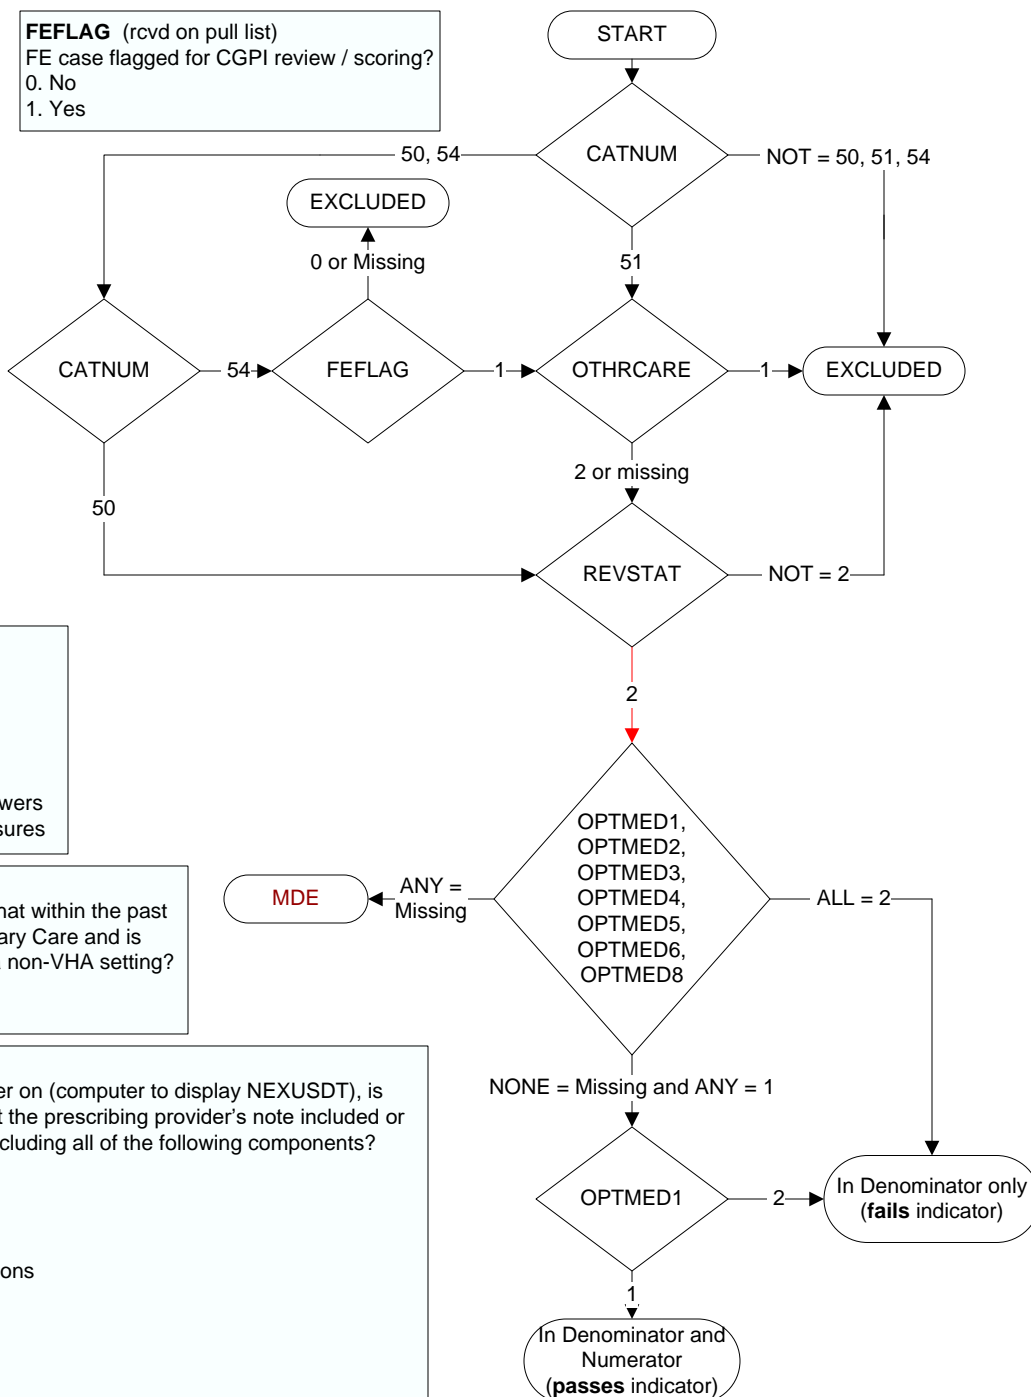 FEFLAG (rcvd on pull list)
FE case flagged for CGPI review / scoring?
0. No
1. Yes
START
CATNUM
50, 54
NOT = 50, 51, 54
EXCLUDED
0 or Missing
51
CATNUM
54
FEFLAG
1
OTHRCARE
1
EXCLUDED
2 or missing
50
REVSTAT
NOT = 2
2
wers
sures
OPTMED1,
OPTMED2,
OPTMED3,
OPTMED4,
OPTMED5,
OPTMED6,
OPTMED8
MDE
ANY =
Missing
ALL = 2
hat within the past
ary Care and is
non-VHA setting?
NONE = Missing and ANY = 1
er on (computer to display NEXUSDT), is
t the prescribing provider's note included or
cluding all of the following components?
ons
OPTMED1
2
In Denominator only
(fails indicator)
1
In Denominator and
Numerator
(passes indicator)